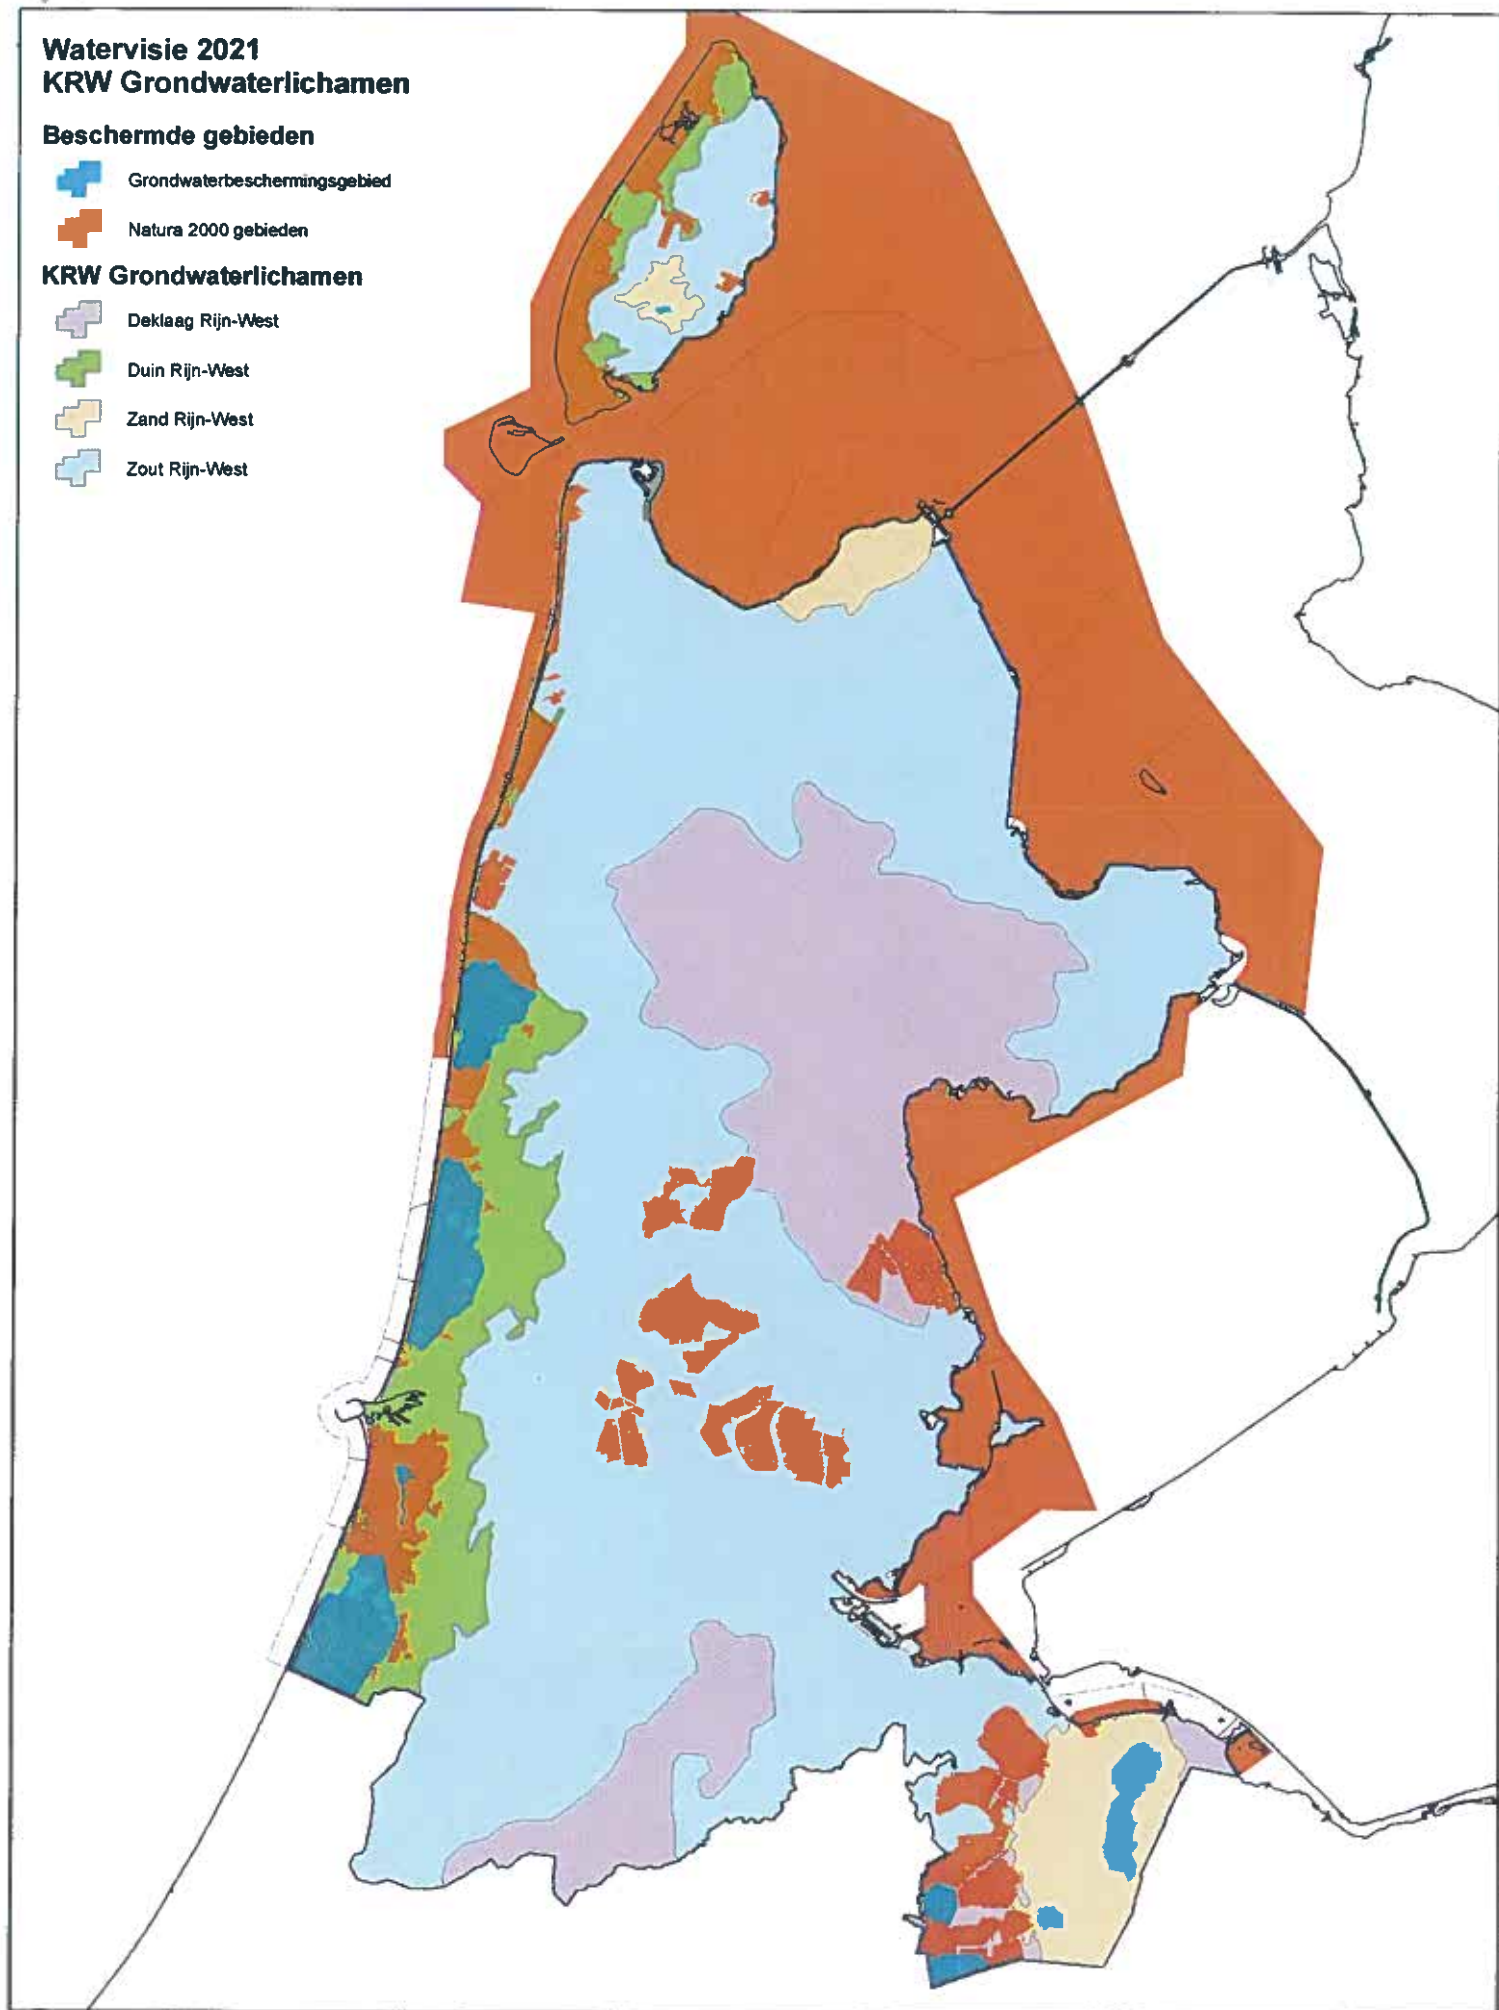 Watervisie 2021
KRW Grondwaterlichamen
Beschermde gebieden
Grondwaterbeschermingsgebied
Natura 2000 gebieden
KRW Grondwaterlichamen
Deklaag Rijn-West
Duin Rijn-West
Zand Rijn-West
Zout Rijn-West